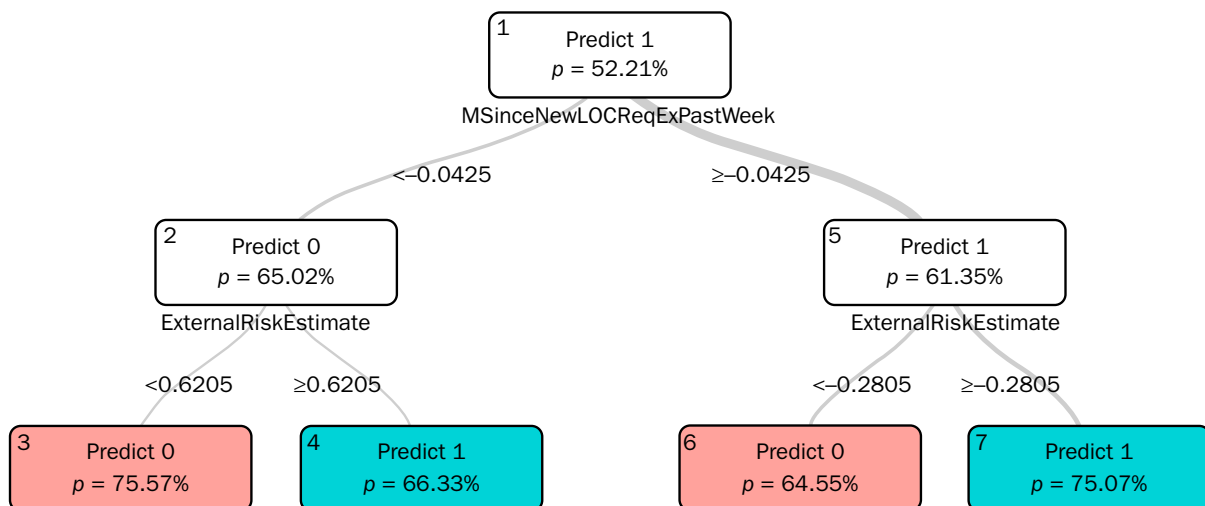 1
Predict 1
p = 52.21%
MSinceNewLOCReqExPastWeek
<–0.0425
≥–0.0425
2
Predict 0
p = 65.02%
ExternalRiskEstimate
5
Predict 1
p = 61.35%
ExternalRiskEstimate
<0.6205
≥0.6205
<–0.2805
≥–0.2805
3
Predict 0
p = 75.57%
4
Predict 1
p = 66.33%
6
Predict 0
p = 64.55%
7
Predict 1
p = 75.07%